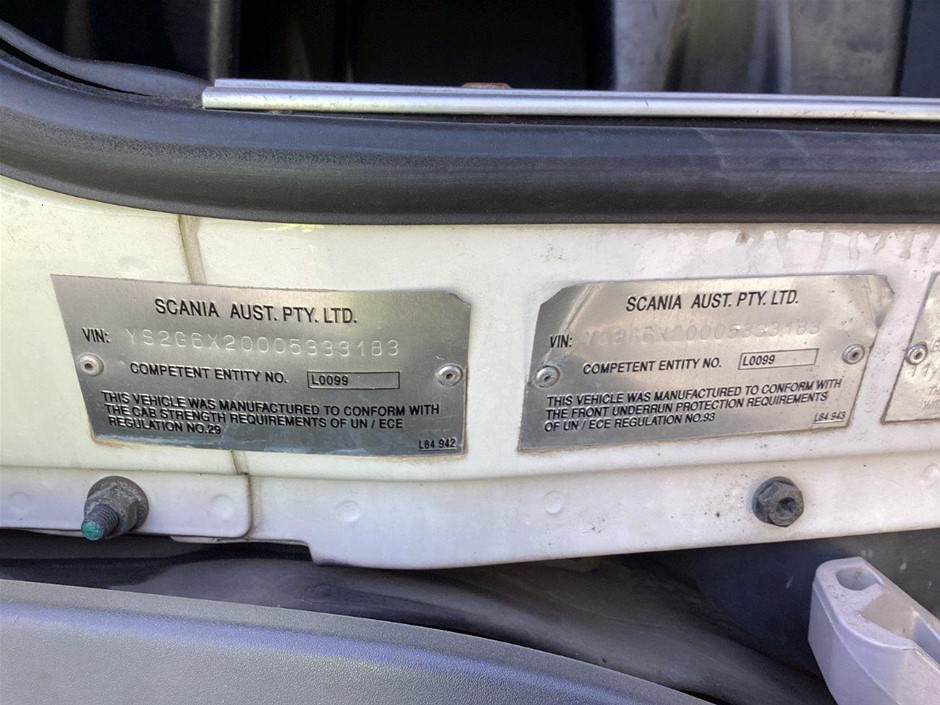 SCANIA AUST. PTY. LTD.
VIN: YS2G6X20005333183
COMPETENT ENTITY NO. L0099
THIS VEHICLE WAS MANUFACTURED TO CONFORM WITH
THE CAB STRENGTH REQUIREMENTS OF UN / ECE
REGULATION NO.29
L84 942
SCANIA AUST. PTY. LTD.
VIN: YS2G6X20005333183
COMPETENT ENTITY NO. L0099
THIS VEHICLE WAS MANUFACTURED TO CONFORM WITH
THE FRONT UNDERRUN PROTECTION REQUIREMENTS
OF UN / ECE REGULATION NO.93
L84 943